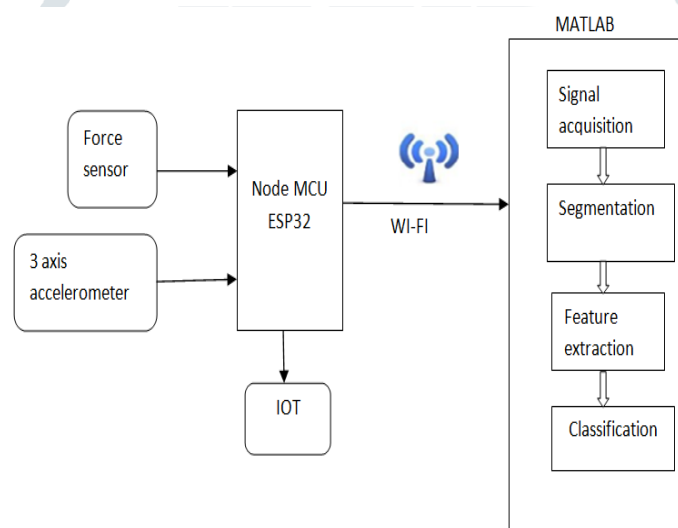 MATLAB
Signal
acquisition
Force
sensor
Node MCU
ESP32
WI-FI
Segmentation
3 axis
accelerometer
Feature
extraction
IOT
Classification